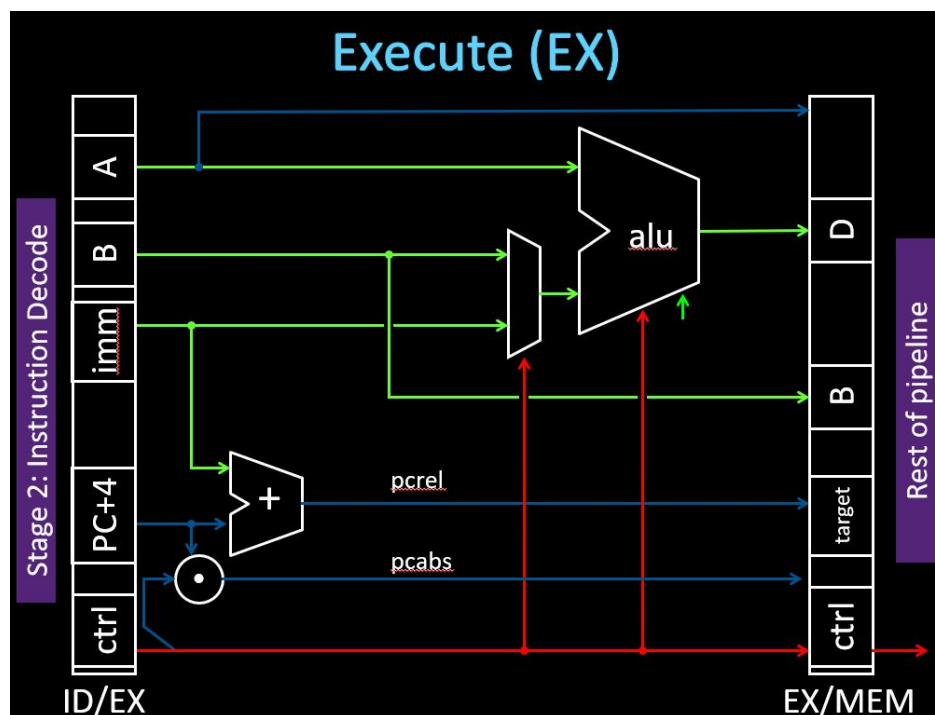 Execute (EX)
Stage 2: Instruction Decode
A
B
imm
PC+4
ctrl
ID/EX
alu
+
pcrel
pcabs
D
B
target
ctrl
EX/MEM
Rest of pipeline